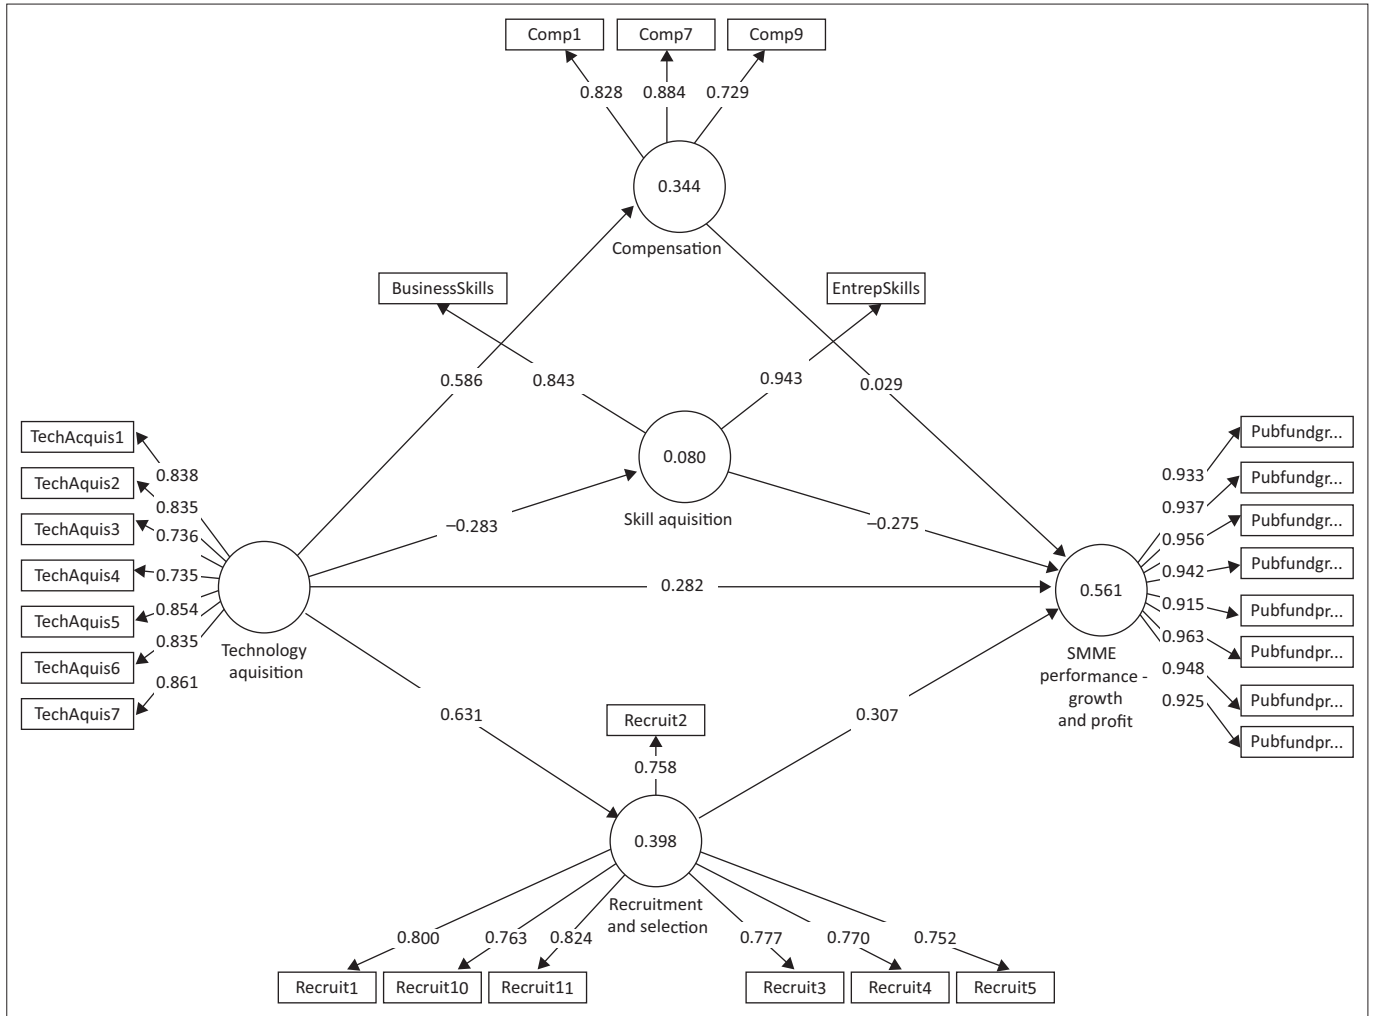 Comp1
Comp7
Comp9
0.828
0.884
0.729
0.344
Compensation
BusinessSkills
EntrepSkills
0.586
0.843
0.943
0.029
TechAcquis1
TechAquis2
TechAquis3
TechAquis4
TechAquis5
TechAquis6
TechAquis7
0.838
0.835
0.736
0.735
0.854
0.835
0.861
Technology
aquisition
0.080
Skill aquisition
−0.283
−0.275
0.282
0.561
SMME
performance -
growth
and profit
0.933
0.937
0.956
0.942
0.915
0.963
0.948
0.925
Pubfundgr...
Pubfundgr...
Pubfundgr...
Pubfundgr...
Pubfundpr...
Pubfundpr...
Pubfundpr...
Pubfundpr...
0.631
0.307
Recruit2
0.758
0.398
Recruitment
and selection
0.800
0.763
0.824
0.777
0.770
0.752
Recruit1
Recruit10
Recruit11
Recruit3
Recruit4
Recruit5